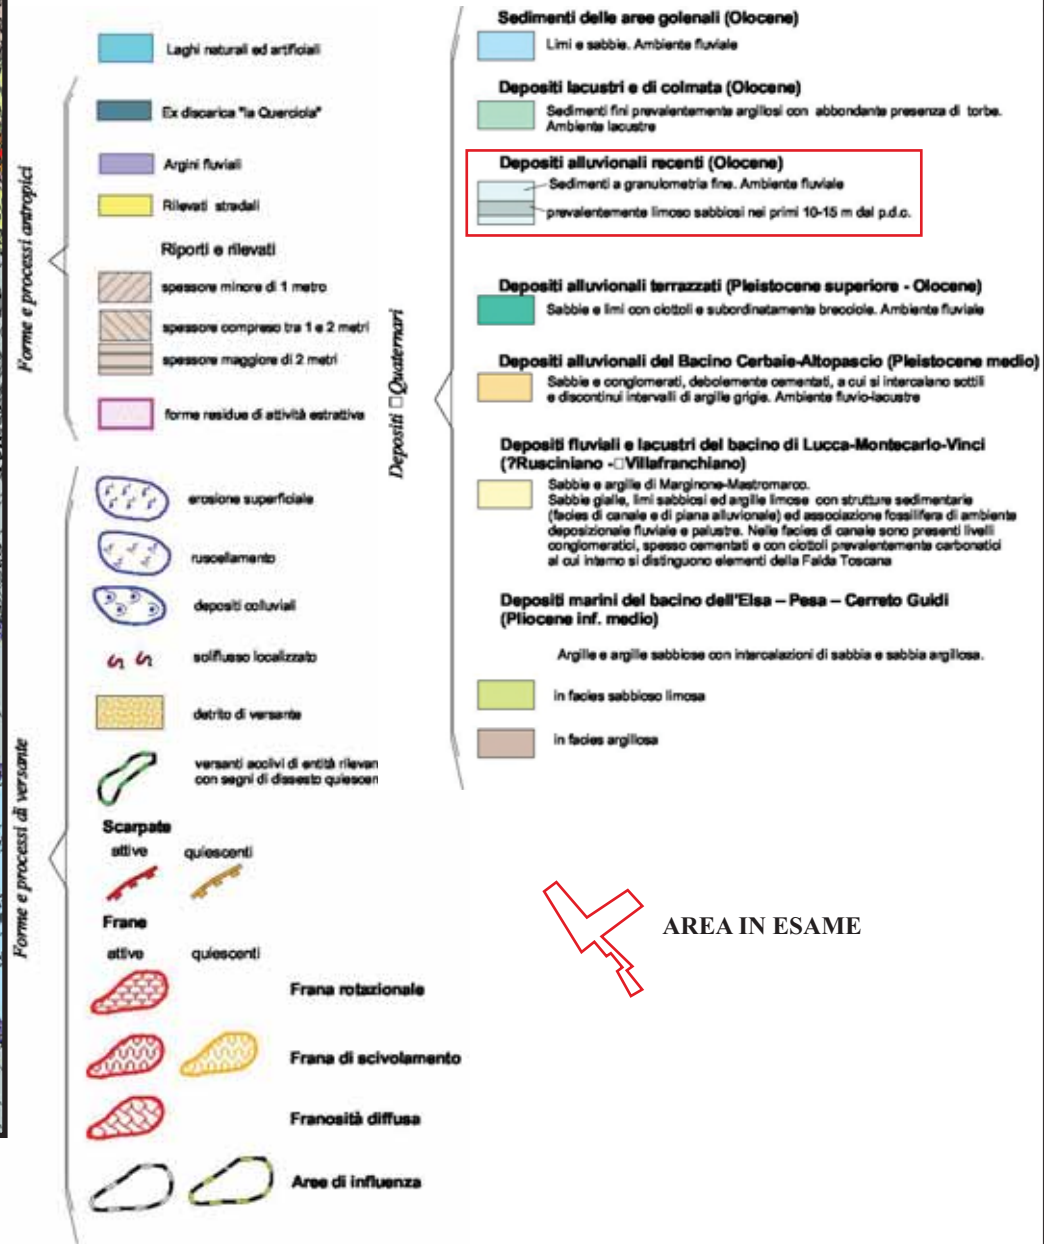 Forme e processi antropici
Laghi naturali ed artificiali
Ex discarica "la Querciola"
Argini fluviali
Rilevati stradali
Riporti e rilevati
spessore minore di 1 metro
spessore compreso tra 1 e 2 metri
spessore maggiore di 2 metri
forme residue di attività estrattiva
Forme e processi di versante
erosione superficiale
ruscellamento
depositi colluviali
soliflusso localizzato
detrito di versante
versanti acclivi di entità rilevan
con segni di dissesto quiescen
Scarpate
attive quiescenti
Frane
attive quiescenti
Frana rotazionale
Frana di scivolamento
Franosità diffusa
Aree di influenza
Depositi □Quaternari
Sedimenti delle aree golenali (Olocene)
Limi e sabbie. Ambiente fluviale
Depositi lacustri e di colmata (Olocene)
Sedimenti fini prevalentemente argillosi con abbondante presenza di torbe.
Ambiente lacustre
Depositi alluvionali recenti (Olocene)
Sedimenti a granulometria fine. Ambiente fluviale
prevalentemente limoso sabbiosi nei primi 10-15 m dal p.d.c.
Depositi alluvionali terrazzati (Pleistocene superiore - Olocene)
Sabbie e limi con ciottoli e subordinatamente brecciole. Ambiente fluviale
Depositi alluvionali del Bacino Cerbaie-Altopascio (Pleistocene medio)
Sabbie e conglomerati, debolemente cementati, a cui si intercalano sottili
e discontinui intervalli di argille grigie. Ambiente fluvio-lacustre
Depositi fluviali e lacustri del bacino di Lucca-Montecarlo-Vinci
(?Rusciniano -□Villafranchiano)
Sabbie e argille di Marginone-Mastromarco.
Sabbie gialle, limi sabbiosi ed argille limose con strutture sedimentarie
(facies di canale e di piana alluvionale) ed associazione fossilifera di ambiente
deposizionale fluviale e palustre. Nelle facies di canale sono presenti livelli
conglomeratici, spesso cementati e con ciottoli prevalentemente carbonatici
al cui interno si distinguono elementi della Falda Toscana
Depositi marini del bacino dell'Elsa – Pesa – Cerreto Guidi
(Pliocene inf. medio)
Argille e argille sabbiose con intercalazioni di sabbia e sabbia argillosa.
in facies sabbioso limosa
in facies argillosa
AREA IN ESAME